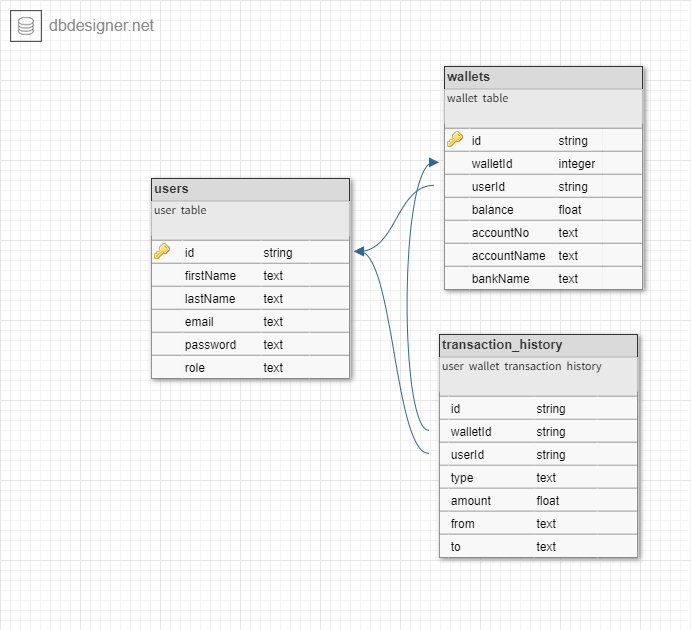 dbdesigner.net
users
user table
id string
firstName text
lastName text
email text
password text
role text
wallets
wallet table
id string
walletId integer
userId string
balance float
accountNo text
accountName text
bankName text
transaction_history
user wallet transaction history
id string
walletId string
userId string
type text
amount float
from text
to text